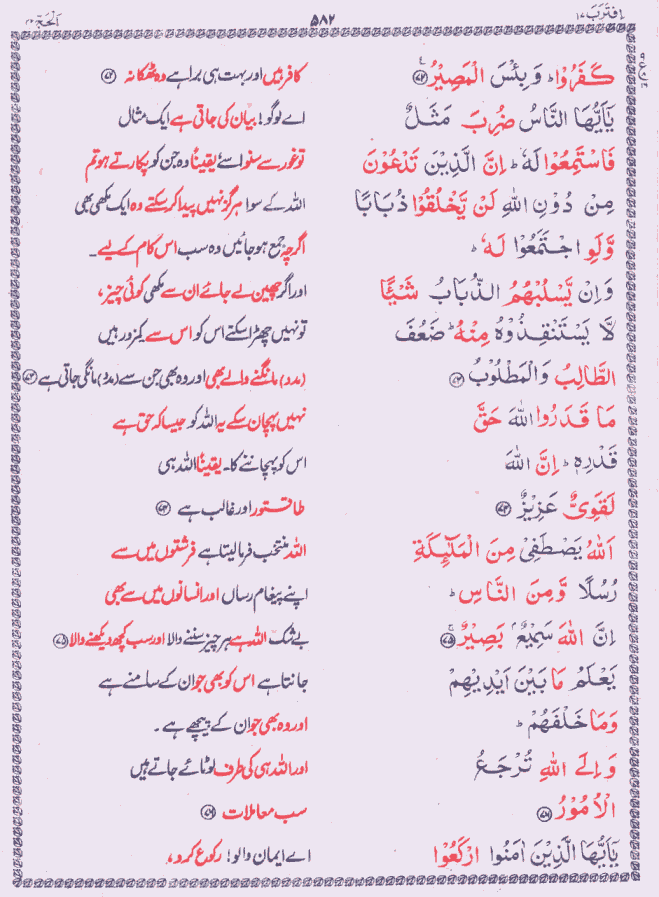 اِقْتَرَبَ ١٧ ٥٨٢ اَلْحَجّ ٢٢
كَفَرُوْا ؕ وَ بِئْسَ الْمَصِيْرُ ﴿٧٢﴾ کافر ہیں اور بہت ہی برا ہے وہ ٹھکانہ ﴿٧٢﴾
يٰۤاَيُّهَا النَّاسُ ضُرِبَ مَثَلٌ اے لوگو! بیان کی جاتی ہے ایک مثال
فَاسْتَمِعُوْا لَهٗ ؕ اِنَّ الَّذِيْنَ تَدْعُوْنَ تو غور سے سنو اسے یقیناً وہ جن کو پکارتے ہو تم
مِنْ دُوْنِ اللّٰهِ لَنْ يَّخْلُقُوْا ذُبَابًا اللہ کے سوا ہرگز نہیں پیدا کر سکتے وہ ایک مکھی بھی
وَّلَوِ اجْتَمَعُوْا لَهٗ ؕ اگرچہ جمع ہوجائیں وہ سب اس کام کے لیے۔
وَ اِنْ يَّسْلُبْهُمُ الذُّبَابُ شَيْـًٔا اور اگر چھین لے جائے ان سے مکھی کوئی چیز،
لَّا يَسْتَنْقِذُوْهُ مِنْهُ ؕ ضَعُفَ تو نہیں چھڑا سکتے اس کو اس سے کمزور ہیں
الطَّالِبُ وَالْمَطْلُوْبُ ﴿٧٣﴾ (مدد) مانگنے والے بھی اور وہ بھی جن سے (مدد) مانگی جاتی ہے ﴿٧٣﴾
مَا قَدَرُوا اللّٰهَ حَقَّ نہیں پہچان سکے یہ اللہ کو جیسا کہ حق ہے
قَدْرِهٖ ؕ اِنَّ اللّٰهَ اس کو پہچاننے کا۔ یقیناً اللہ ہی
لَقَوِيٌّ عَزِيْزٌ ﴿٧٤﴾ طاقتور اور غالب ہے ﴿٧٤﴾
اَللّٰهُ يَصْطَفِيْ مِنَ الْمَلٰٓئِكَةِ اللہ منتخب فرمالیتا ہے فرشتوں میں سے
رُسُلًا وَّمِنَ النَّاسِ ؕ اپنے پیغام رساں اور انسانوں میں سے بھی
اِنَّ اللّٰهَ سَمِيْعٌۢ بَصِيْرٌ ﴿٧٥﴾ بے شک اللہ ہے ہر چیز سننے والا اور سب کچھ دیکھنے والا ﴿٧٥﴾
يَعْلَمُ مَا بَيْنَ اَيْدِيْهِمْ جانتا ہے اس کو بھی جو ان کے سامنے ہے
وَمَا خَلْفَهُمْ ؕ اور وہ بھی جو ان کے پیچھے ہے۔
وَ اِلَى اللّٰهِ تُرْجَعُ اور اللہ ہی کی طرف لوٹائے جاتے ہیں
الْاُمُوْرُ ﴿٧٦﴾ سب معاملات ﴿٧٦﴾
يٰۤاَيُّهَا الَّذِيْنَ اٰمَنُوا ارْكَعُوْا اے ایمان والو! رکوع کرو،